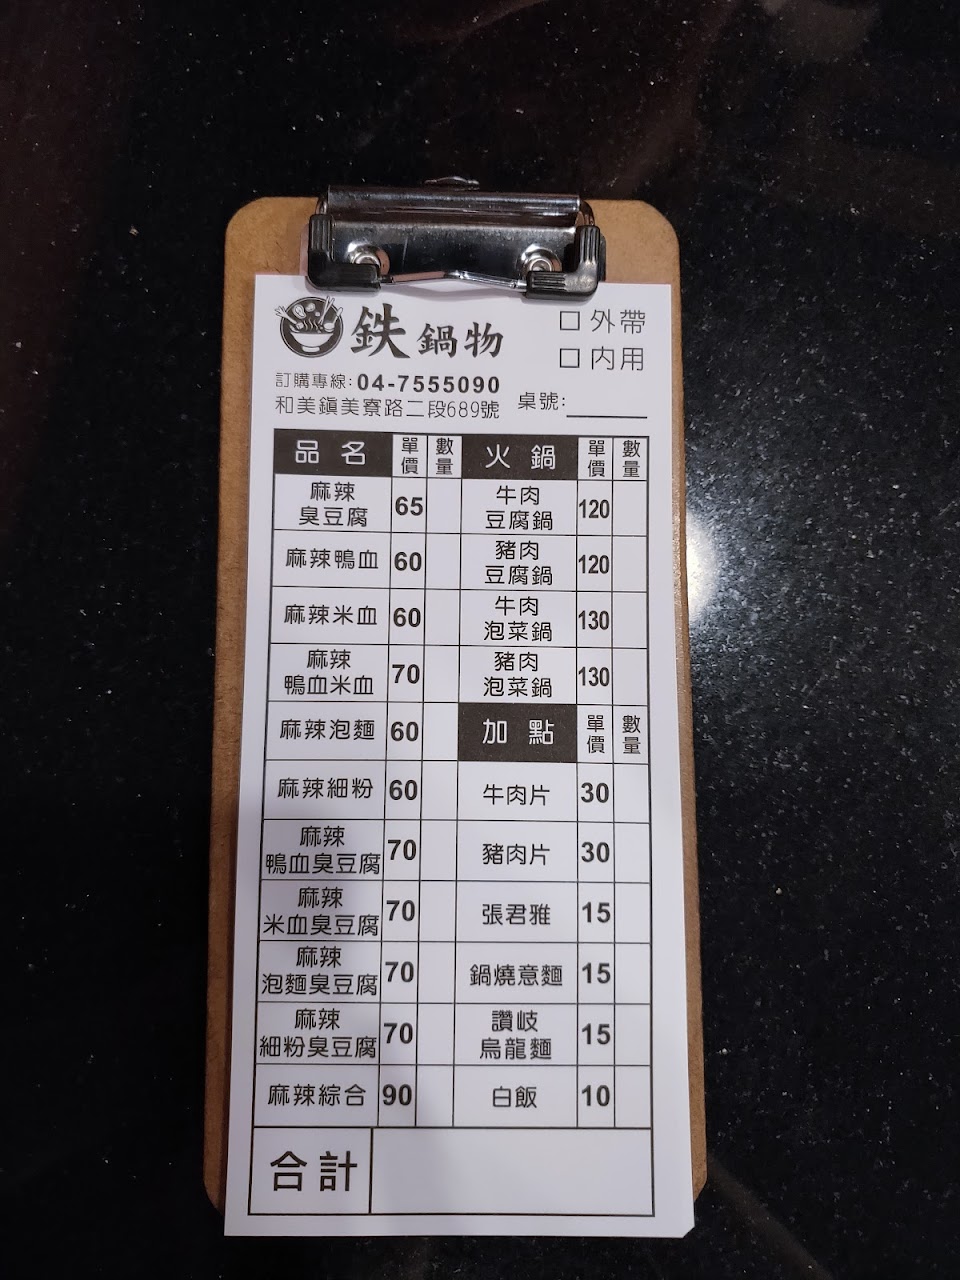 鉄鍋物
□外帶
□內用
訂購專線:04-7555090
和美鎮美寮路二段689號
桌號:
品名 單價 數量 火鍋 單價 數量
麻辣
臭豆腐 65
牛肉
豆腐鍋 120
麻辣鴨血 60
豬肉
豆腐鍋 120
麻辣米血 60
牛肉
泡菜鍋 130
麻辣
鴨血米血 70
豬肉
泡菜鍋 130
麻辣泡麵 60 加點 單價 數量
麻辣細粉 60 牛肉片 30
麻辣
鴨血臭豆腐 70
豬肉片 30
麻辣
米血臭豆腐 70
張君雅 15
麻辣
泡麵臭豆腐 70
鍋燒意麵 15
麻辣
細粉臭豆腐 70
讚岐
烏龍麵 15
麻辣綜合 90 白飯 10
合計